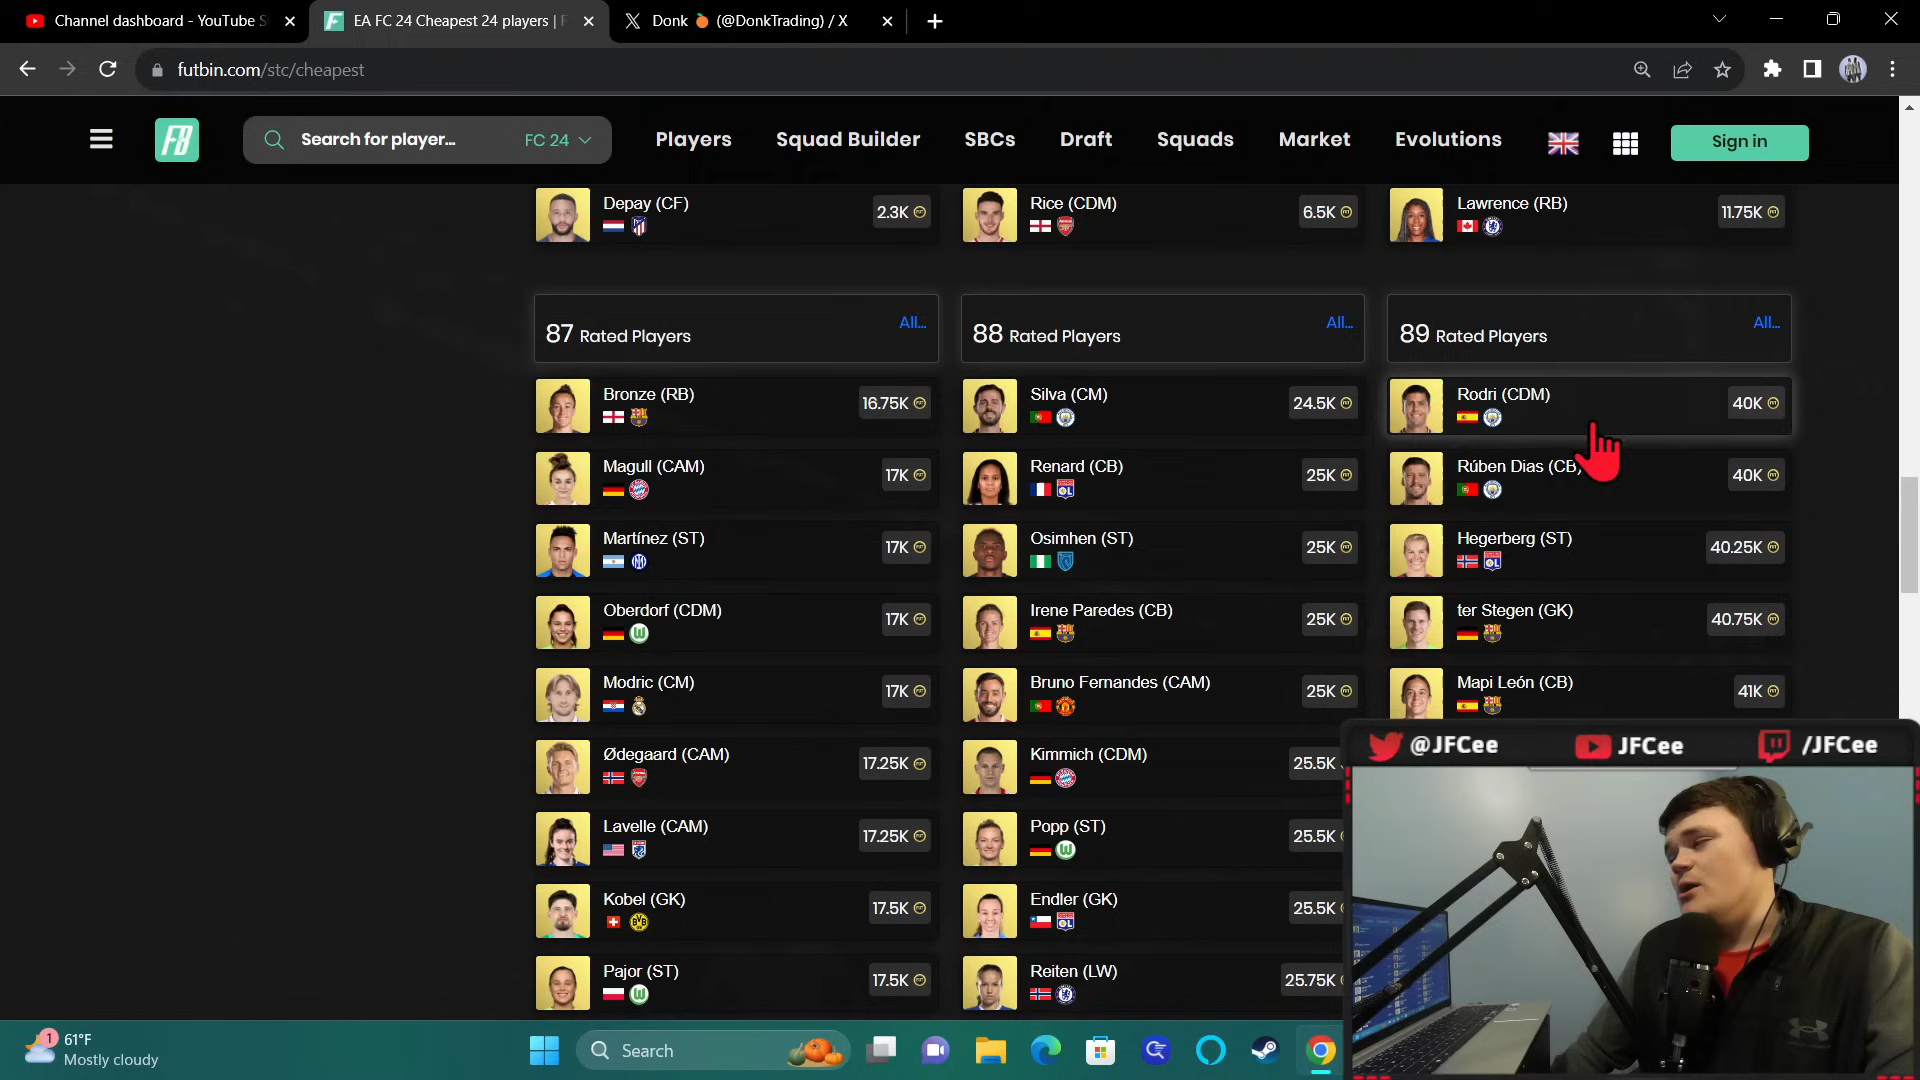 Channel dashboard - YouTube S
EA FC 24 Cheapest 24 players | F
Donk 🍊 (@DonkTrading) / X
futbin.com/stc/cheapest
Search for player...
FC 24
Players
Squad Builder
SBCs
Draft
Squads
Market
Evolutions
Sign in
Depay (CF)
2.3K
Rice (CDM)
6.5K
Lawrence (RB)
11.75K
87 Rated Players
All...
88 Rated Players
All...
89 Rated Players
All...
Bronze (RB)
16.75K
Silva (CM)
24.5K
Rodri (CDM)
40K
Magull (CAM)
17K
Renard (CB)
25K
Rúben Dias (CB)
40K
Martínez (ST)
17K
Osimhen (ST)
25K
Hegerberg (ST)
40.25K
Oberdorf (CDM)
17K
Irene Paredes (CB)
25K
ter Stegen (GK)
40.75K
Modric (CM)
17K
Bruno Fernandes (CAM)
25K
Mapi León (CB)
41K
Ødegaard (CAM)
17.25K
Kimmich (CDM)
25.5K
Lavelle (CAM)
17.25K
Popp (ST)
25.5K
Kobel (GK)
17.5K
Endler (GK)
25.5K
Pajor (ST)
17.5K
Reiten (LW)
25.75K
@JFCee
JFCee
/JFCee
1
61°F
Mostly cloudy
Search